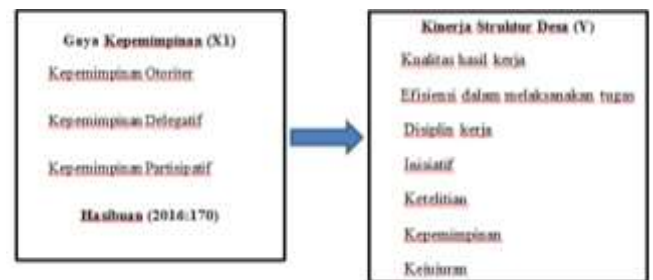 Gaya Kepemimpinan (X1)
Kepemimpinan Otoriter
Kepemimpinan Delegatif
Kepemimpinan Partisipatif
Hasibuan (2016:170)
Kinerja Struktur Desa (Y)
Kualitas hasil kerja
Efisiensi dalam melaksanakan tugas
Disiplin kerja
Inisiatif
Ketelitian
Kepemimpinan
Kejujuran